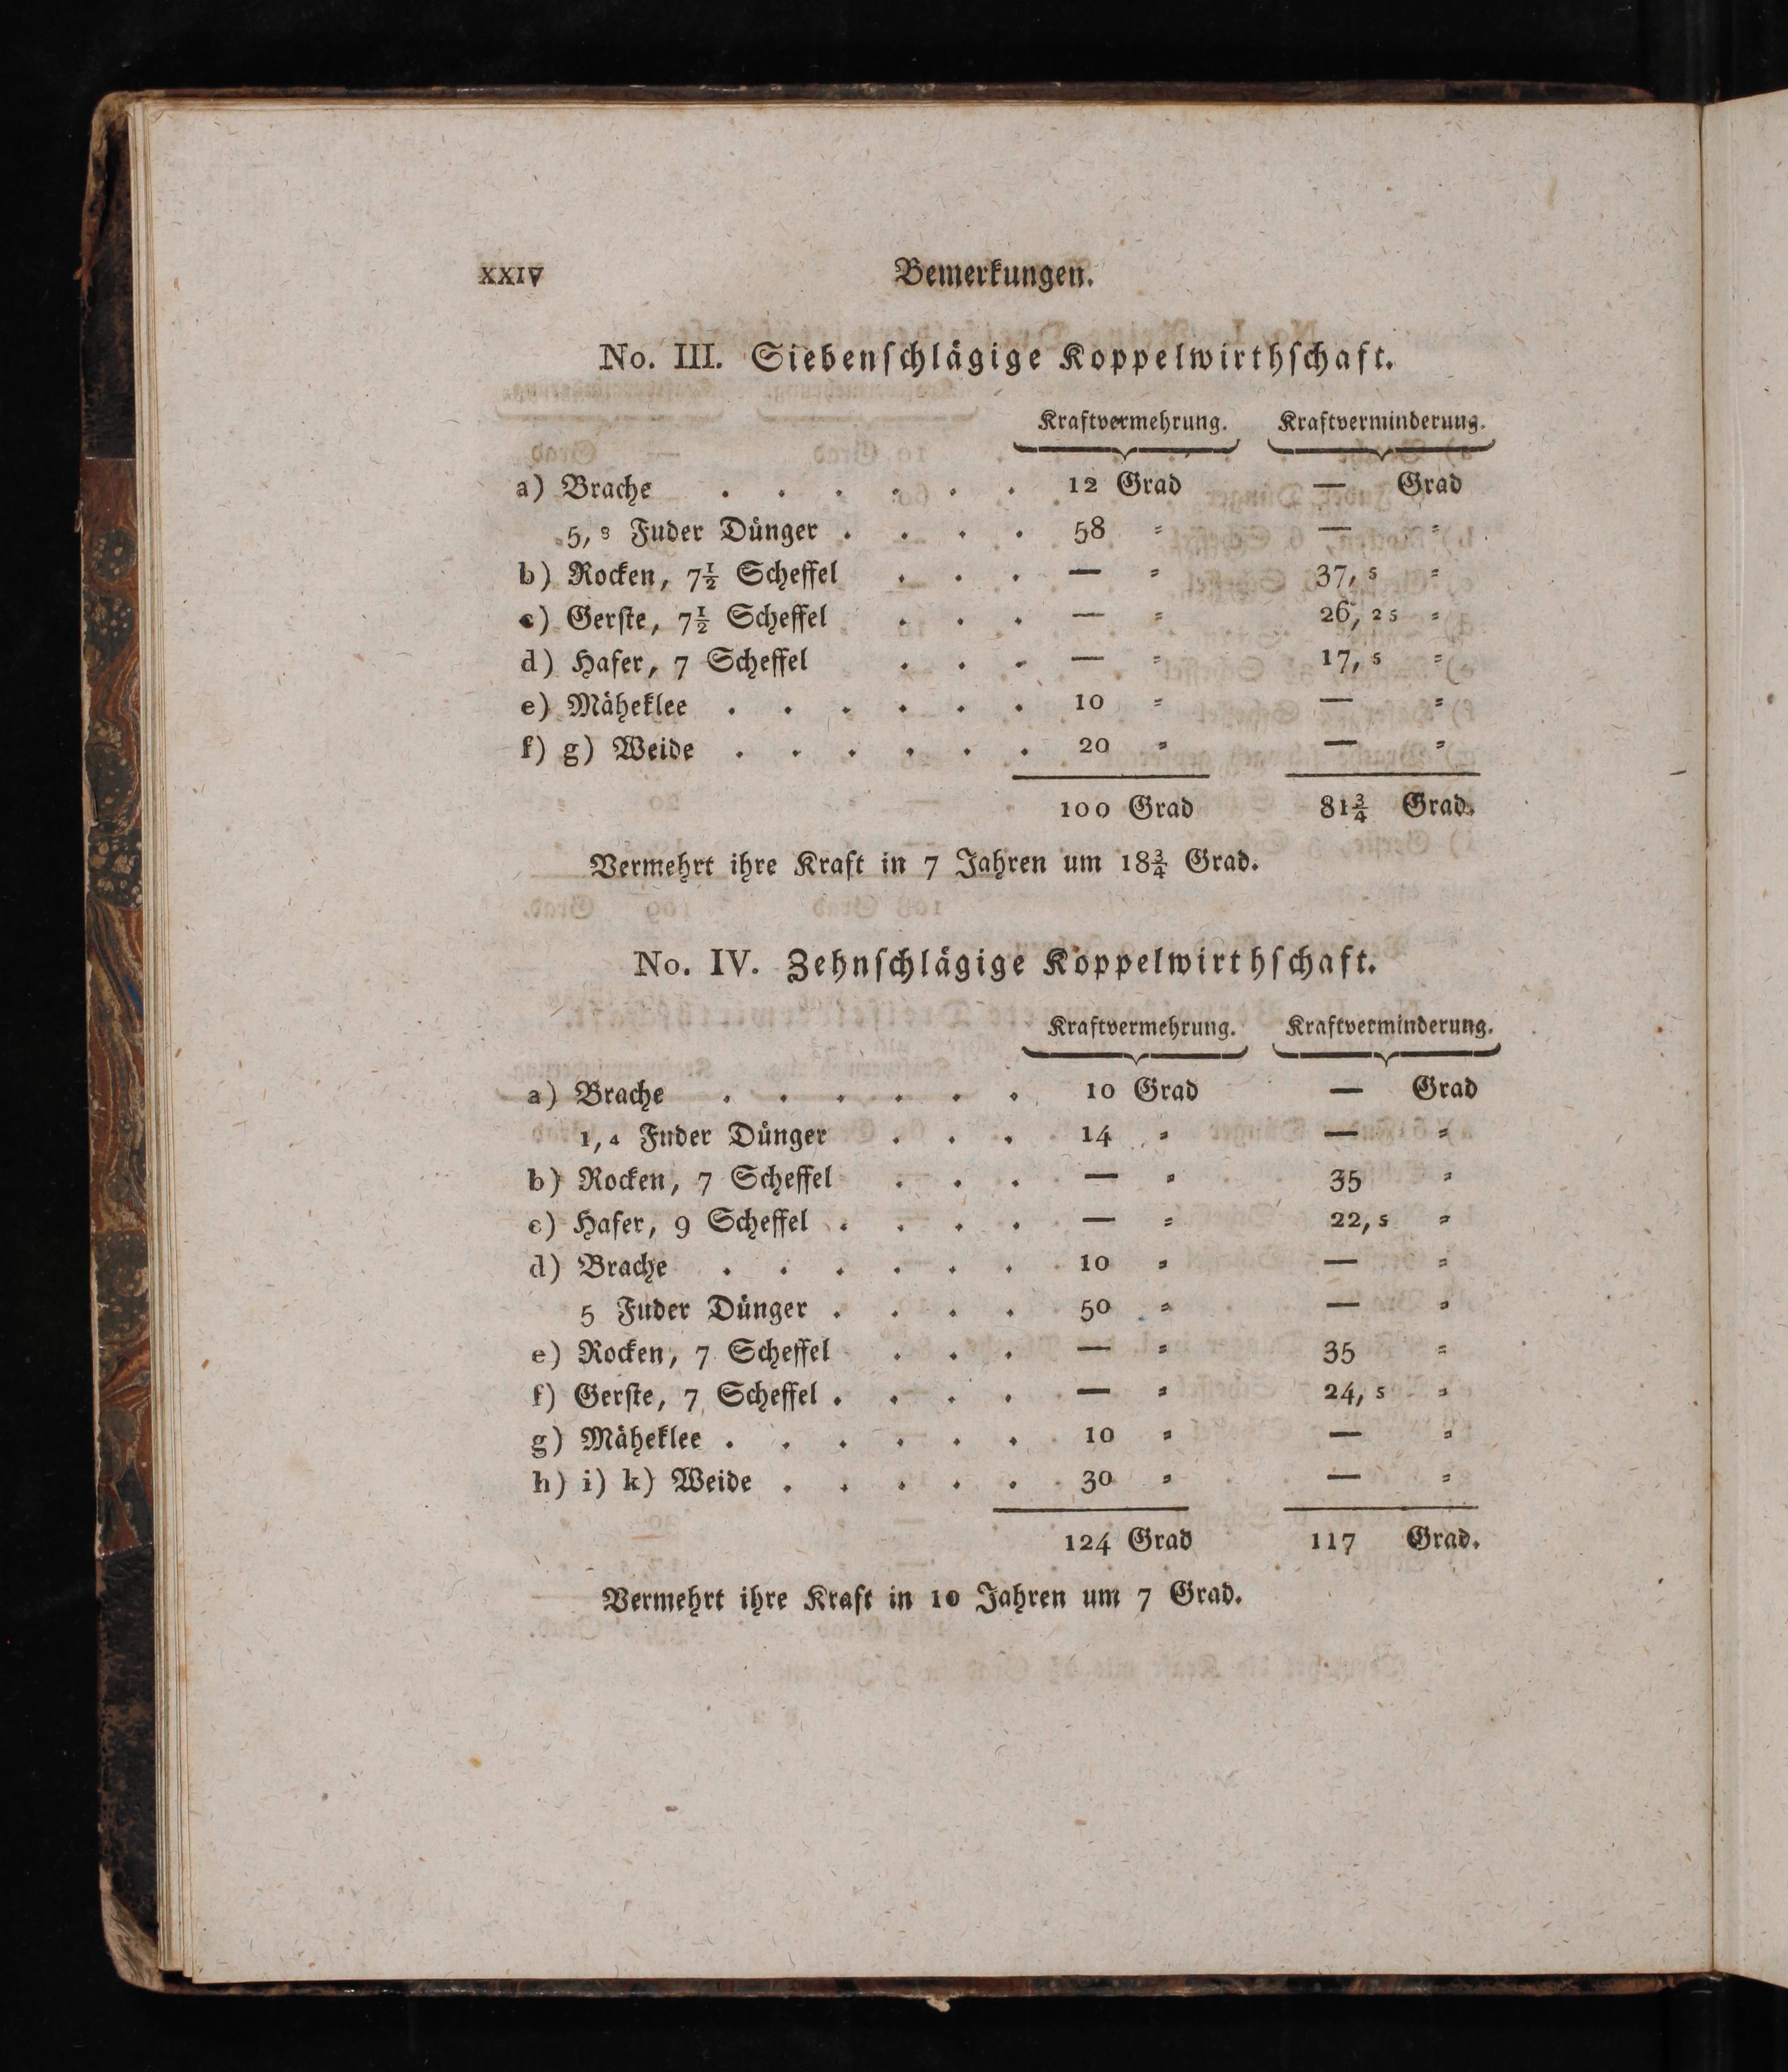 XXIV Bemerkungen.
No. III. Siebenſchlägige Koppelwirthſchaft.
Kraftvermehrung. Kraftverminderung.
a) Brache . . . . . . 12 Grad — Grad
5,8 Fuder Dünger . . . . 58 = — =
b) Rocken, 7½ Scheffel . . . — = 37,5 =
c) Gerſte, 7½ Scheffel . . . — = 26,25 =
d) Hafer, 7 Scheffel . . . — = 17,5 =
e) Mäheklee . . . . . . 10 = — =
f) g) Weide . . . . . . 20 = — =
100 Grad 81¾ Grad.
Vermehrt ihre Kraft in 7 Jahren um 18¾ Grad.
No. IV. Zehnſchlägige Koppelwirthſchaft.
Kraftvermehrung. Kraftverminderung.
a) Brache . . . . . . 10 Grad — Grad
1,4 Fuder Dünger . . . 14 = — =
b) Rocken, 7 Scheffel . . . — = 35 =
c) Hafer, 9 Scheffel . . . . — = 22,5 =
d) Brache . . . . . . 10 = — =
5 Fuder Dünger . . . . 50 = — =
e) Rocken, 7 Scheffel . . . — = 35 =
f) Gerſte, 7 Scheffel . . . . — = 24,5 =
g) Mäheklee . . . . . . 10 = — =
h) i) k) Weide . . . . . 30 = — =
124 Grad 117 Grad.
Vermehrt ihre Kraft in 10 Jahren um 7 Grad.